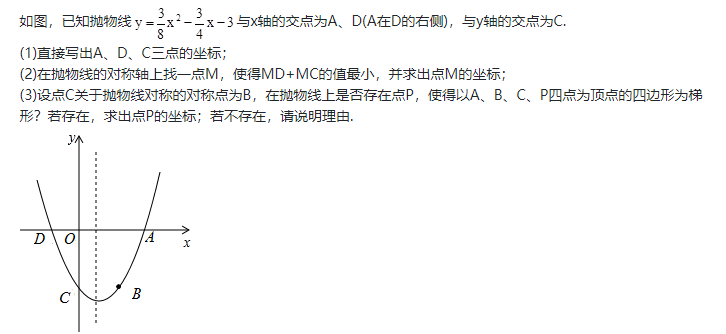 如图，已知抛物线 y=3/8x²-3/4x-3与x轴的交点为A、D(A在D的右侧)，与y轴的交点为C.
(1)直接写出A、D、C三点的坐标；
(2)在抛物线的对称轴上找一点M，使得MD+MC的值最小，并求出点M的坐标；
(3)设点C关于抛物线对称的对称点为B，在抛物线上是否存在点P，使得以A、B、C、P四点为顶点的四边形为梯
形？若存在，求出点P的坐标；若不存在，请说明理由.
y
D O A x
C B